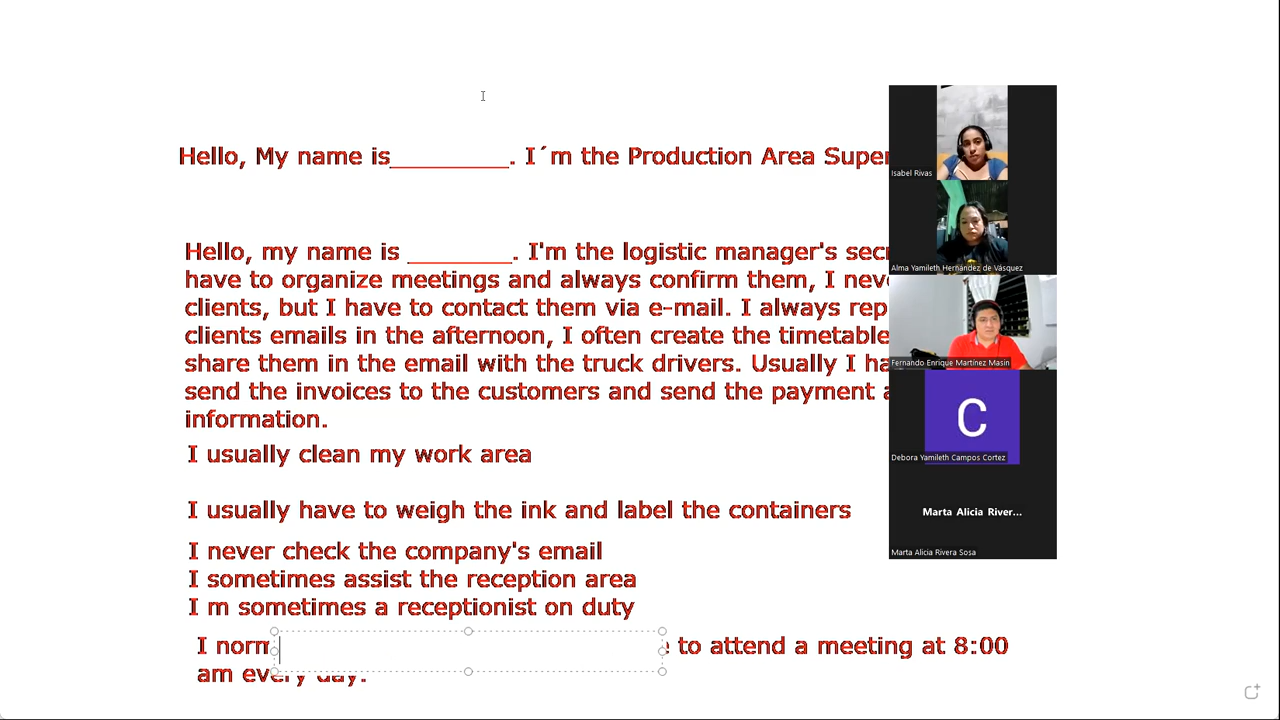 Hello, My name is_________. I´m the Production Area Super
Isabel Rivas
Hello, my name is ________. I'm the logistic manager's secr
have to organize meetings and always confirm them, I neve
Alma Yamileth Hernández de Vásquez
clients, but I have to contact them via e-mail. I always rep
clients emails in the afternoon, I often create the timetable
share them in the email with the truck drivers. Usually I ha
Fernando Enrique Martínez Masin
send the invoices to the customers and send the payment a
information.
C
I usually clean my work area
Debora Yamileth Campos Cortez
I usually have to weigh the ink and label the containers
Marta Alicia River...
I never check the company's email
Marta Alicia Rivera Sosa
I sometimes assist the reception area
I m sometimes a receptionist on duty
I norm to attend a meeting at 8:00
am every day.